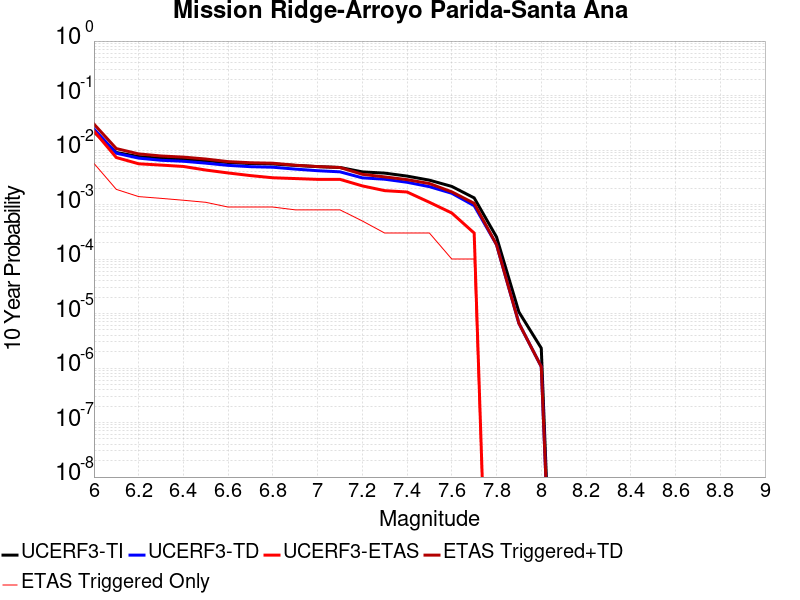 Mission Ridge-Arroyo Parida-Santa Ana
10^0
10^-1
10^-2
10^-3
10^-4
10^-5
10^-6
10^-7
10^-8
10 Year Probability
6 6.2 6.4 6.6 6.8 7 7.2 7.4 7.6 7.8 8 8.2 8.4 8.6 8.8 9
Magnitude
UCERF3-TI UCERF3-TD UCERF3-ETAS ETAS Triggered+TD
ETAS Triggered Only